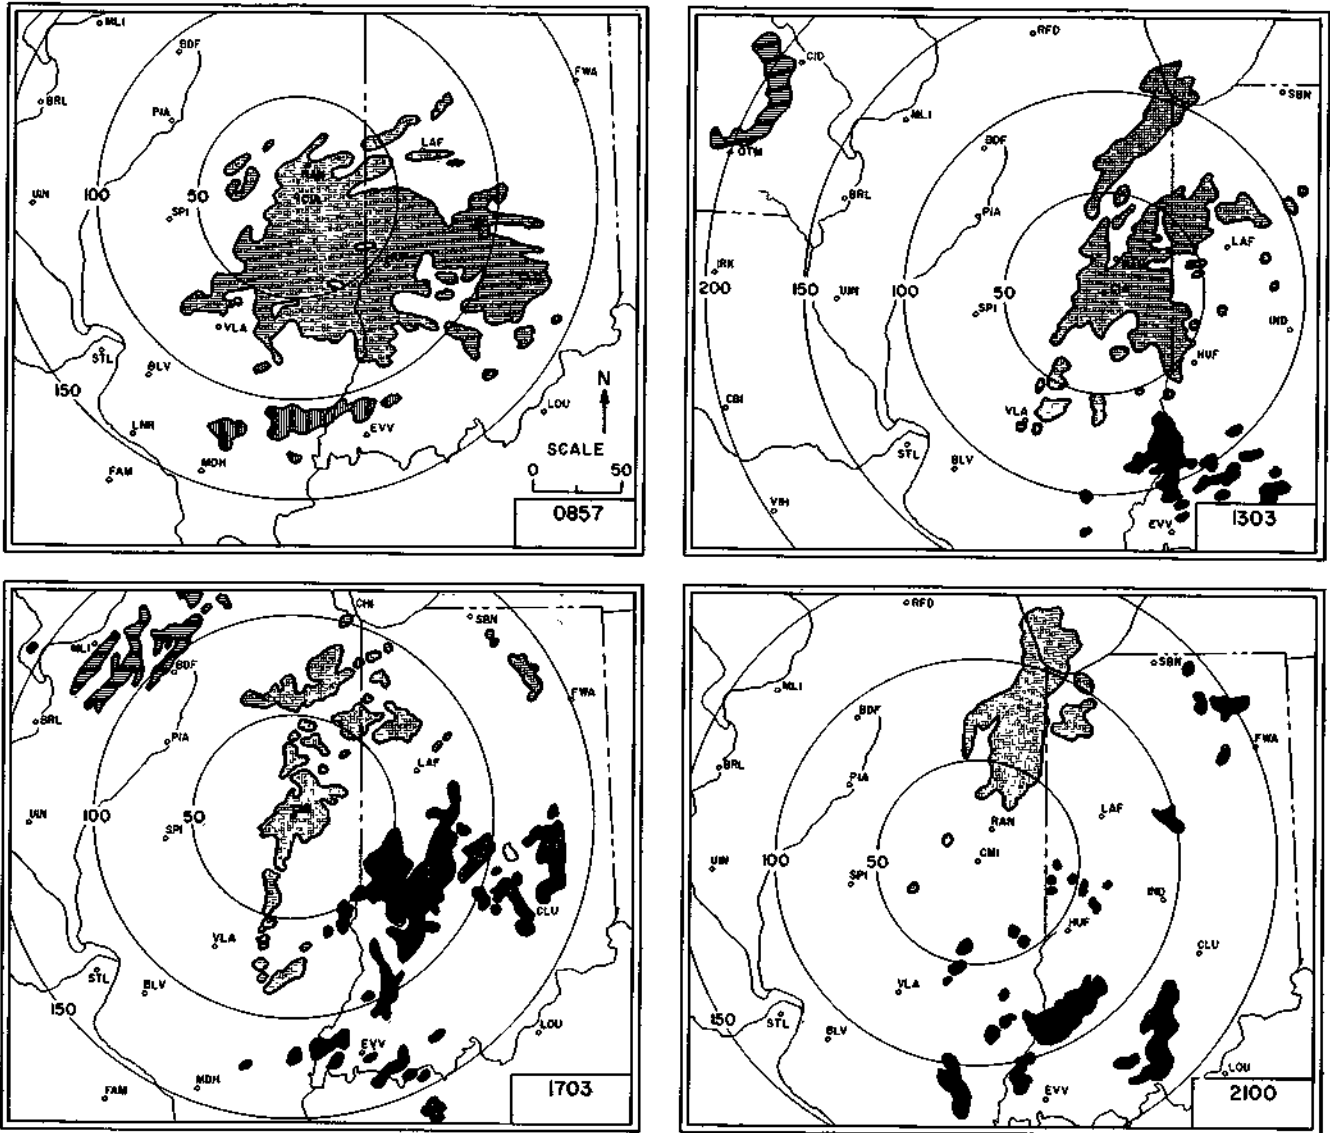 MLI
BDF
FWA
BRL
PIA
LAF
UIN
100
50
SPI
VLA
STL
BLV
150
N
LOU
LNR
EVV
SCALE
MDH
FAM
0 50
0857
RFD
CID
SBN
MLI
OTM
BDF
BRL
PIA
LAF
IRK
200
150
100
50
UIN
SPI
IND
HUF
CBI
VLA
STL
BLV
VIH
EVV
1303
CHI
SBN
MLI
BDF
FWA
BRL
PIA
LAF
UIN
100
50
SPI
CLU
VLA
STL
BLV
150
LOU
EVV
MDH
FAM
1703
RFD
SBN
MLI
BDF
FWA
BRL
PIA
LAF
RAN
UIN
100
50
CMI
SPI
IND
HUF
CLU
VLA
150
STL
BLV
LOU
EVV
2100